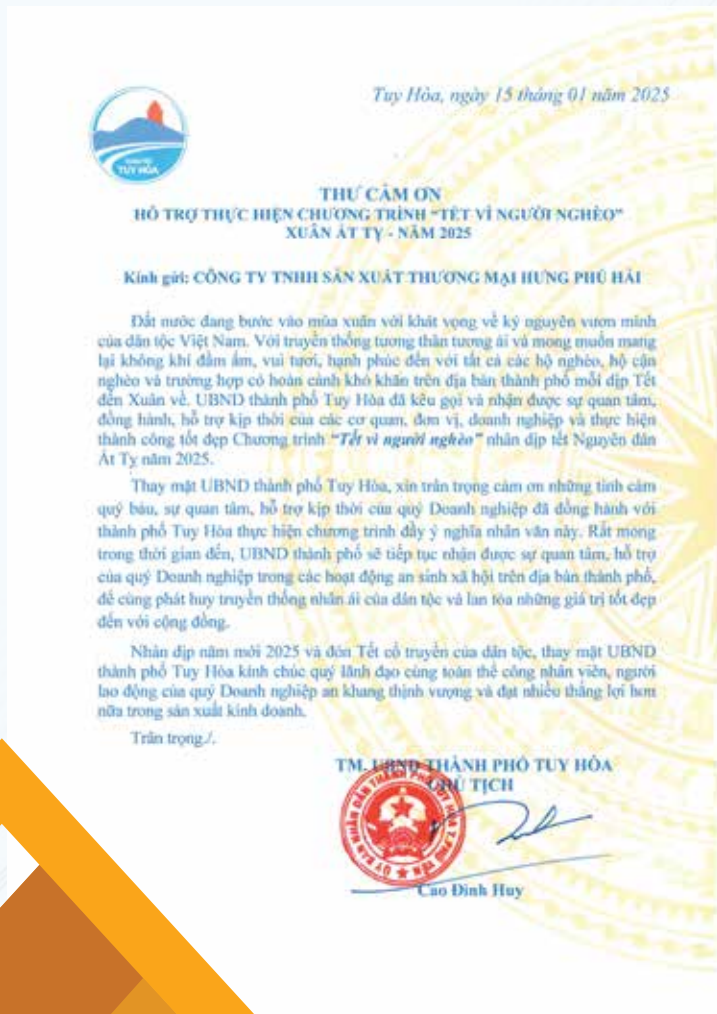 Tuy Hòa, ngày 15 tháng 01 năm 2025
TUY HÒA
THƯ CẢM ƠN
HỖ TRỢ THỰC HIỆN CHƯƠNG TRÌNH “TẾT VÌ NGƯỜI NGHÈO”
XUÂN ẤT TỴ - NĂM 2025
Kính gửi: CÔNG TY TNHH SẢN XUẤT THƯƠNG MẠI HƯNG PHÚ HẢI
Đất nước đang bước vào mùa xuân với khát vọng về kỷ nguyên vươn mình
của dân tộc Việt Nam. Với truyền thống tương thân tương ái và mong muốn mang
lại không khí đầm ấm, vui tươi, hạnh phúc đến với tất cả các hộ nghèo, hộ cận
nghèo và trường hợp có hoàn cảnh khó khăn trên địa bàn thành phố mỗi dịp Tết
đến Xuân về. UBND thành phố Tuy Hòa đã kêu gọi và nhận được sự quan tâm,
đồng hành, hỗ trợ kịp thời của các cơ quan, đơn vị, doanh nghiệp và thực hiện
thành công tốt đẹp Chương trình “Tết vì người nghèo” nhân dịp tết Nguyên đán
Ất Tỵ năm 2025.
Thay mặt UBND thành phố Tuy Hòa, xin trân trọng cảm ơn những tình cảm
quý báu, sự quan tâm, hỗ trợ kịp thời của quý Doanh nghiệp đã đồng hành với
thành phố Tuy Hòa thực hiện chương trình đầy ý nghĩa nhân văn này. Rất mong
trong thời gian đến, UBND thành phố sẽ tiếp tục nhận được sự quan tâm, hỗ trợ
của quý Doanh nghiệp trong các hoạt động an sinh xã hội trên địa bàn thành phố,
để cùng phát huy truyền thống nhân ái của dân tộc và lan tỏa những giá trị tốt đẹp
đến với cộng đồng.
Nhân dịp năm mới 2025 và đón Tết cổ truyền của dân tộc, thay mặt UBND
thành phố Tuy Hòa kính chúc quý lãnh đạo cùng toàn thể công nhân viên, người
lao động của quý Doanh nghiệp an khang thịnh vượng và đạt nhiều thắng lợi hơn
nữa trong sản xuất kinh doanh.
Trân trọng./.
TM. UBND THÀNH PHỐ TUY HÒA
CHỦ TỊCH
ỦY BAN NHÂN DÂN THÀNH PHỐ TUY HÒA T.PHÚ YÊN
Cao Đình Huy